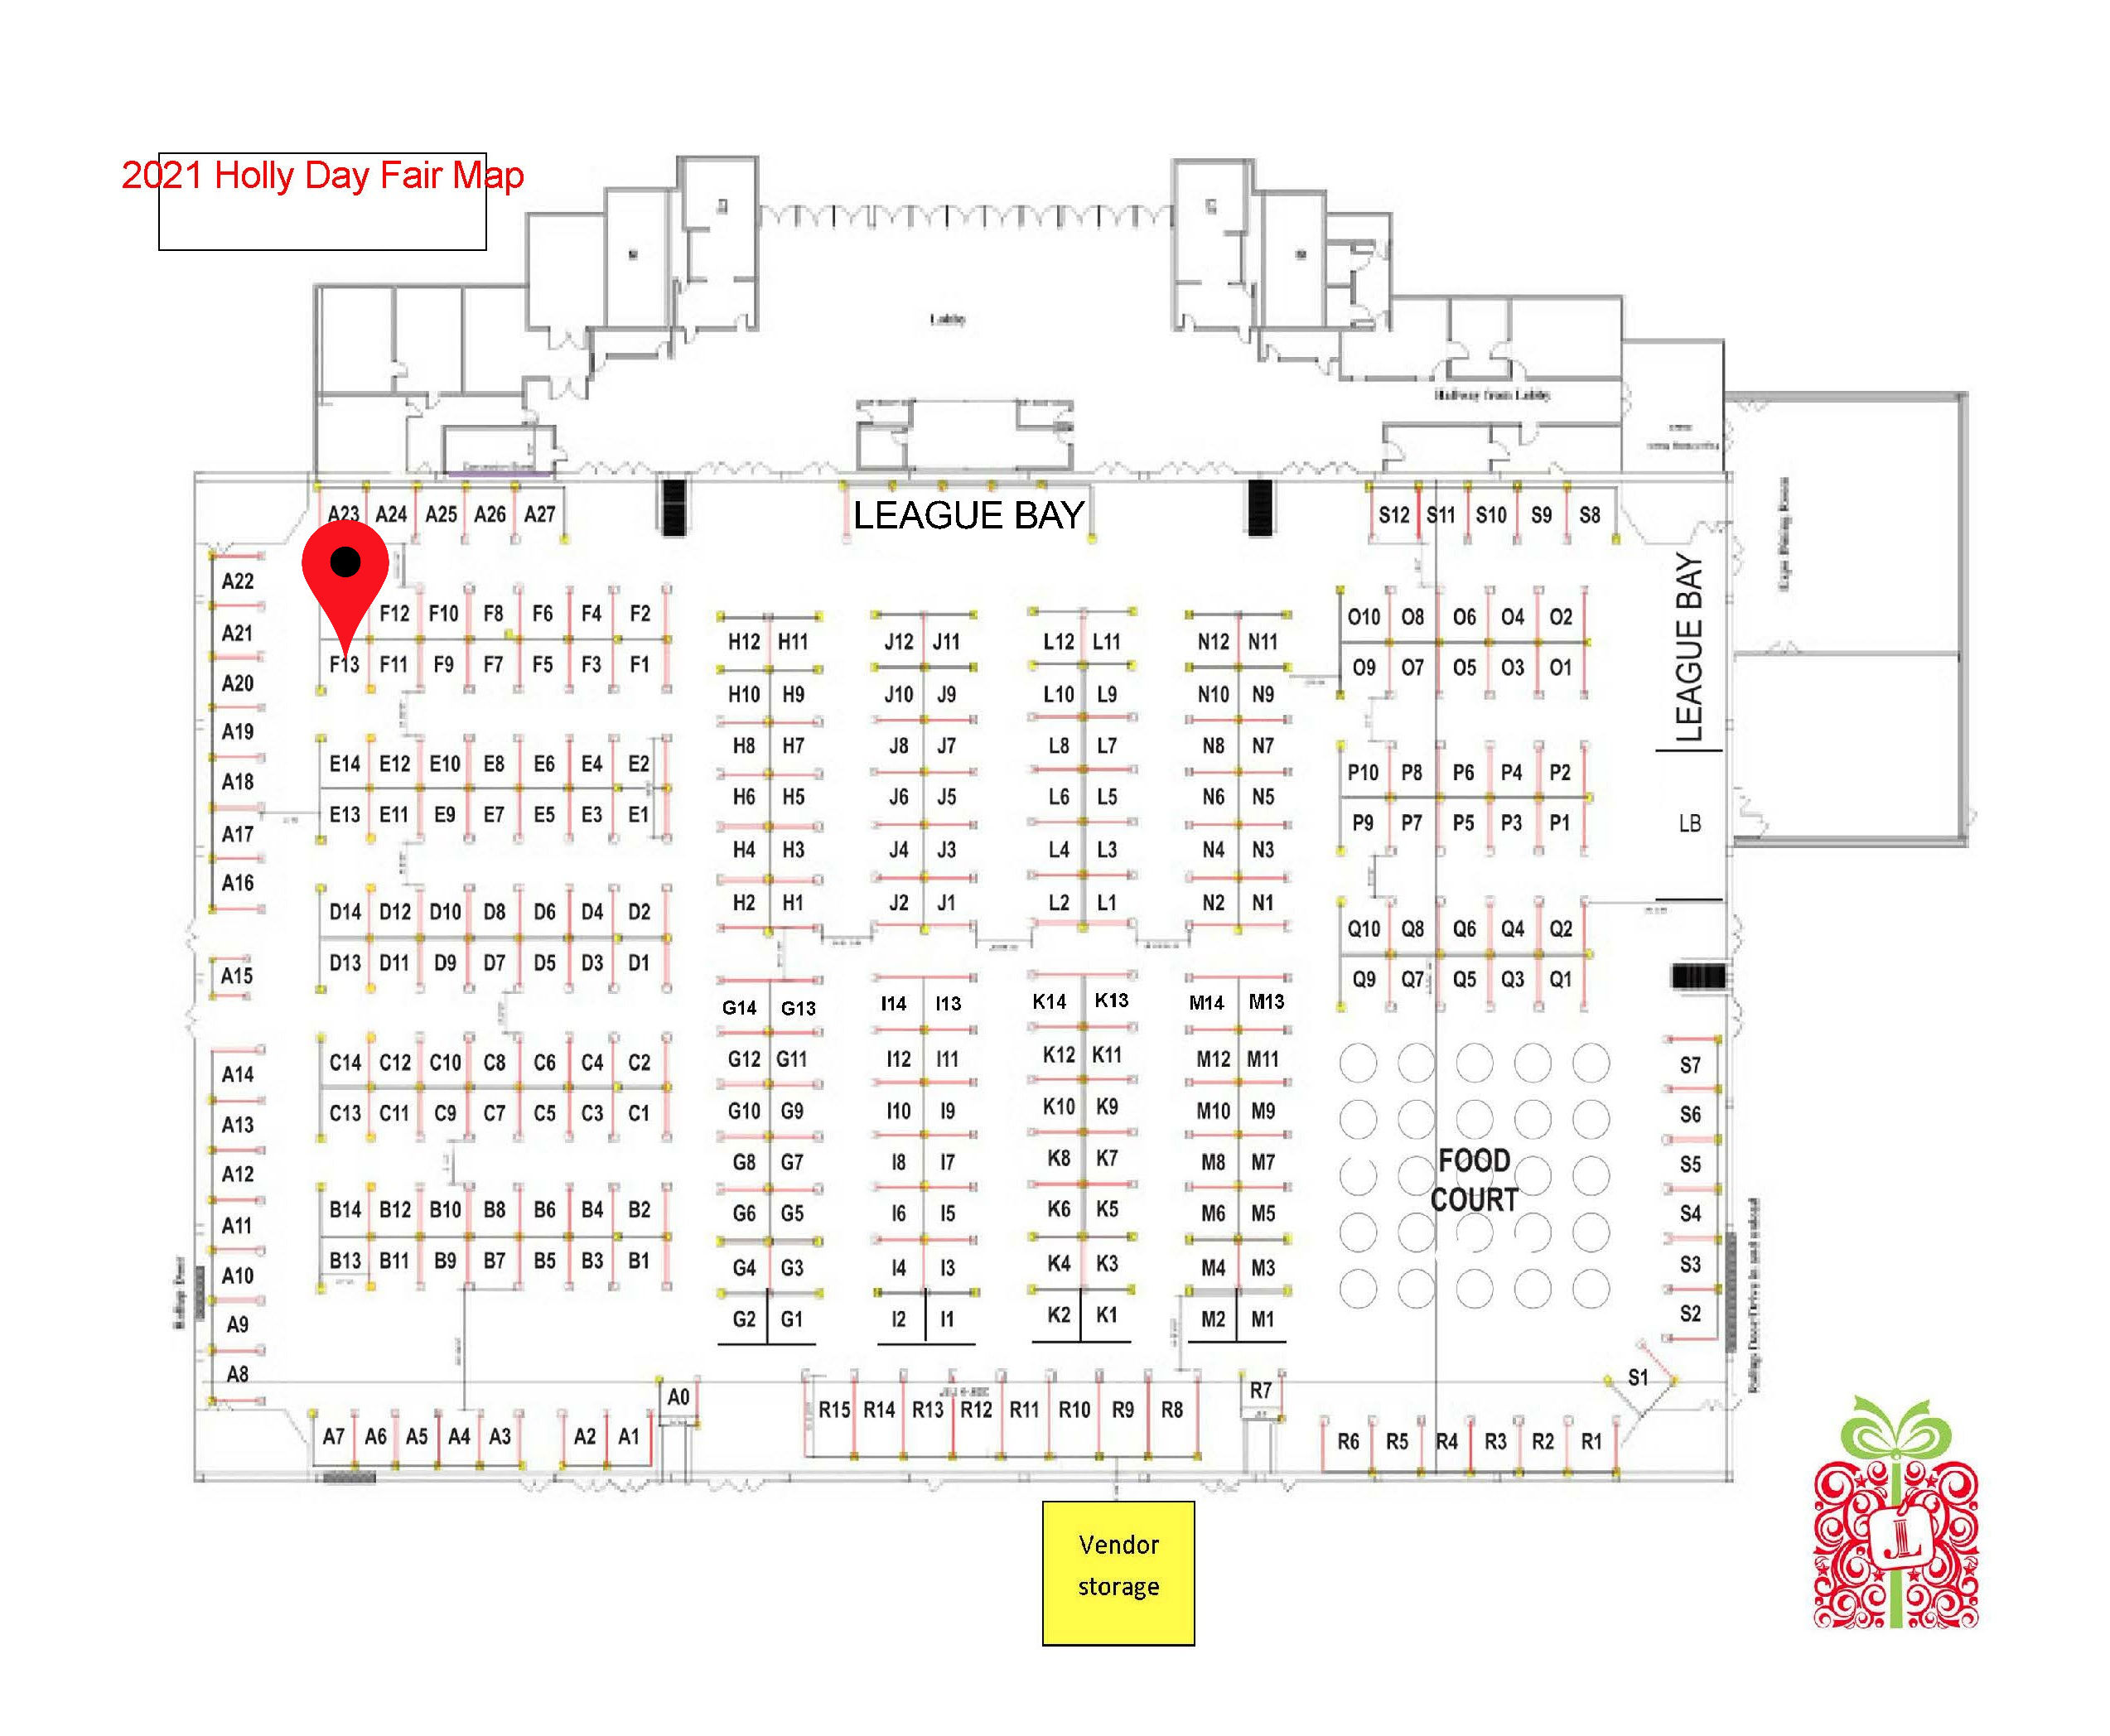 2021 Holly Day Fair Map
Lobby
Hallway from Lobby
LEAGUE BAY
A23 A24 A25 A26 A27
S12 S11 S10 S9 S8
A22
A21
A20
A19
A18
A17
A16
A15
A14
A13
A12
A11
A10
A9
A8
F12 F10 F8 F6 F4 F2
F13 F11 F9 F7 F5 F3 F1
E14 E12 E10 E8 E6 E4 E2
E13 E11 E9 E7 E5 E3 E1
D14 D12 D10 D8 D6 D4 D2
D13 D11 D9 D7 D5 D3 D1
C14 C12 C10 C8 C6 C4 C2
C13 C11 C9 C7 C5 C3 C1
B14 B12 B10 B8 B6 B4 B2
B13 B11 B9 B7 B5 B3 B1
H12 H11 J12 J11 L12 L11 N12 N11
H10 H9 J10 J9 L10 L9 N10 N9
H8 H7 J8 J7 L8 L7 N8 N7
H6 H5 J6 J5 L6 L5 N6 N5
H4 H3 J4 J3 L4 L3 N4 N3
H2 H1 J2 J1 L2 L1 N2 N1
G14 G13 I14 I13 K14 K13 M14 M13
G12 G11 I12 I11 K12 K11 M12 M11
G10 G9 I10 I9 K10 K9 M10 M9
G8 G7 I8 I7 K8 K7 M8 M7
G6 G5 I6 I5 K6 K5 M6 M5
G4 G3 I4 I3 K4 K3 M4 M3
G2 G1 I2 I1 K2 K1 M2 M1
O10 O8 O6 O4 O2
O9 O7 O5 O3 O1
P10 P8 P6 P4 P2
P9 P7 P5 P3 P1
Q10 Q8 Q6 Q4 Q2
Q9 Q7 Q5 Q3 Q1
LEAGUE BAY
LB
FOOD
COURT
S7
S6
S5
S4
S3
S2
S1
A7 A6 A5 A4 A3 A2 A1
A0
R15 R14 R13 R12 R11 R10 R9 R8
R7
R6 R5 R4 R3 R2 R1
Vendor
storage
JL